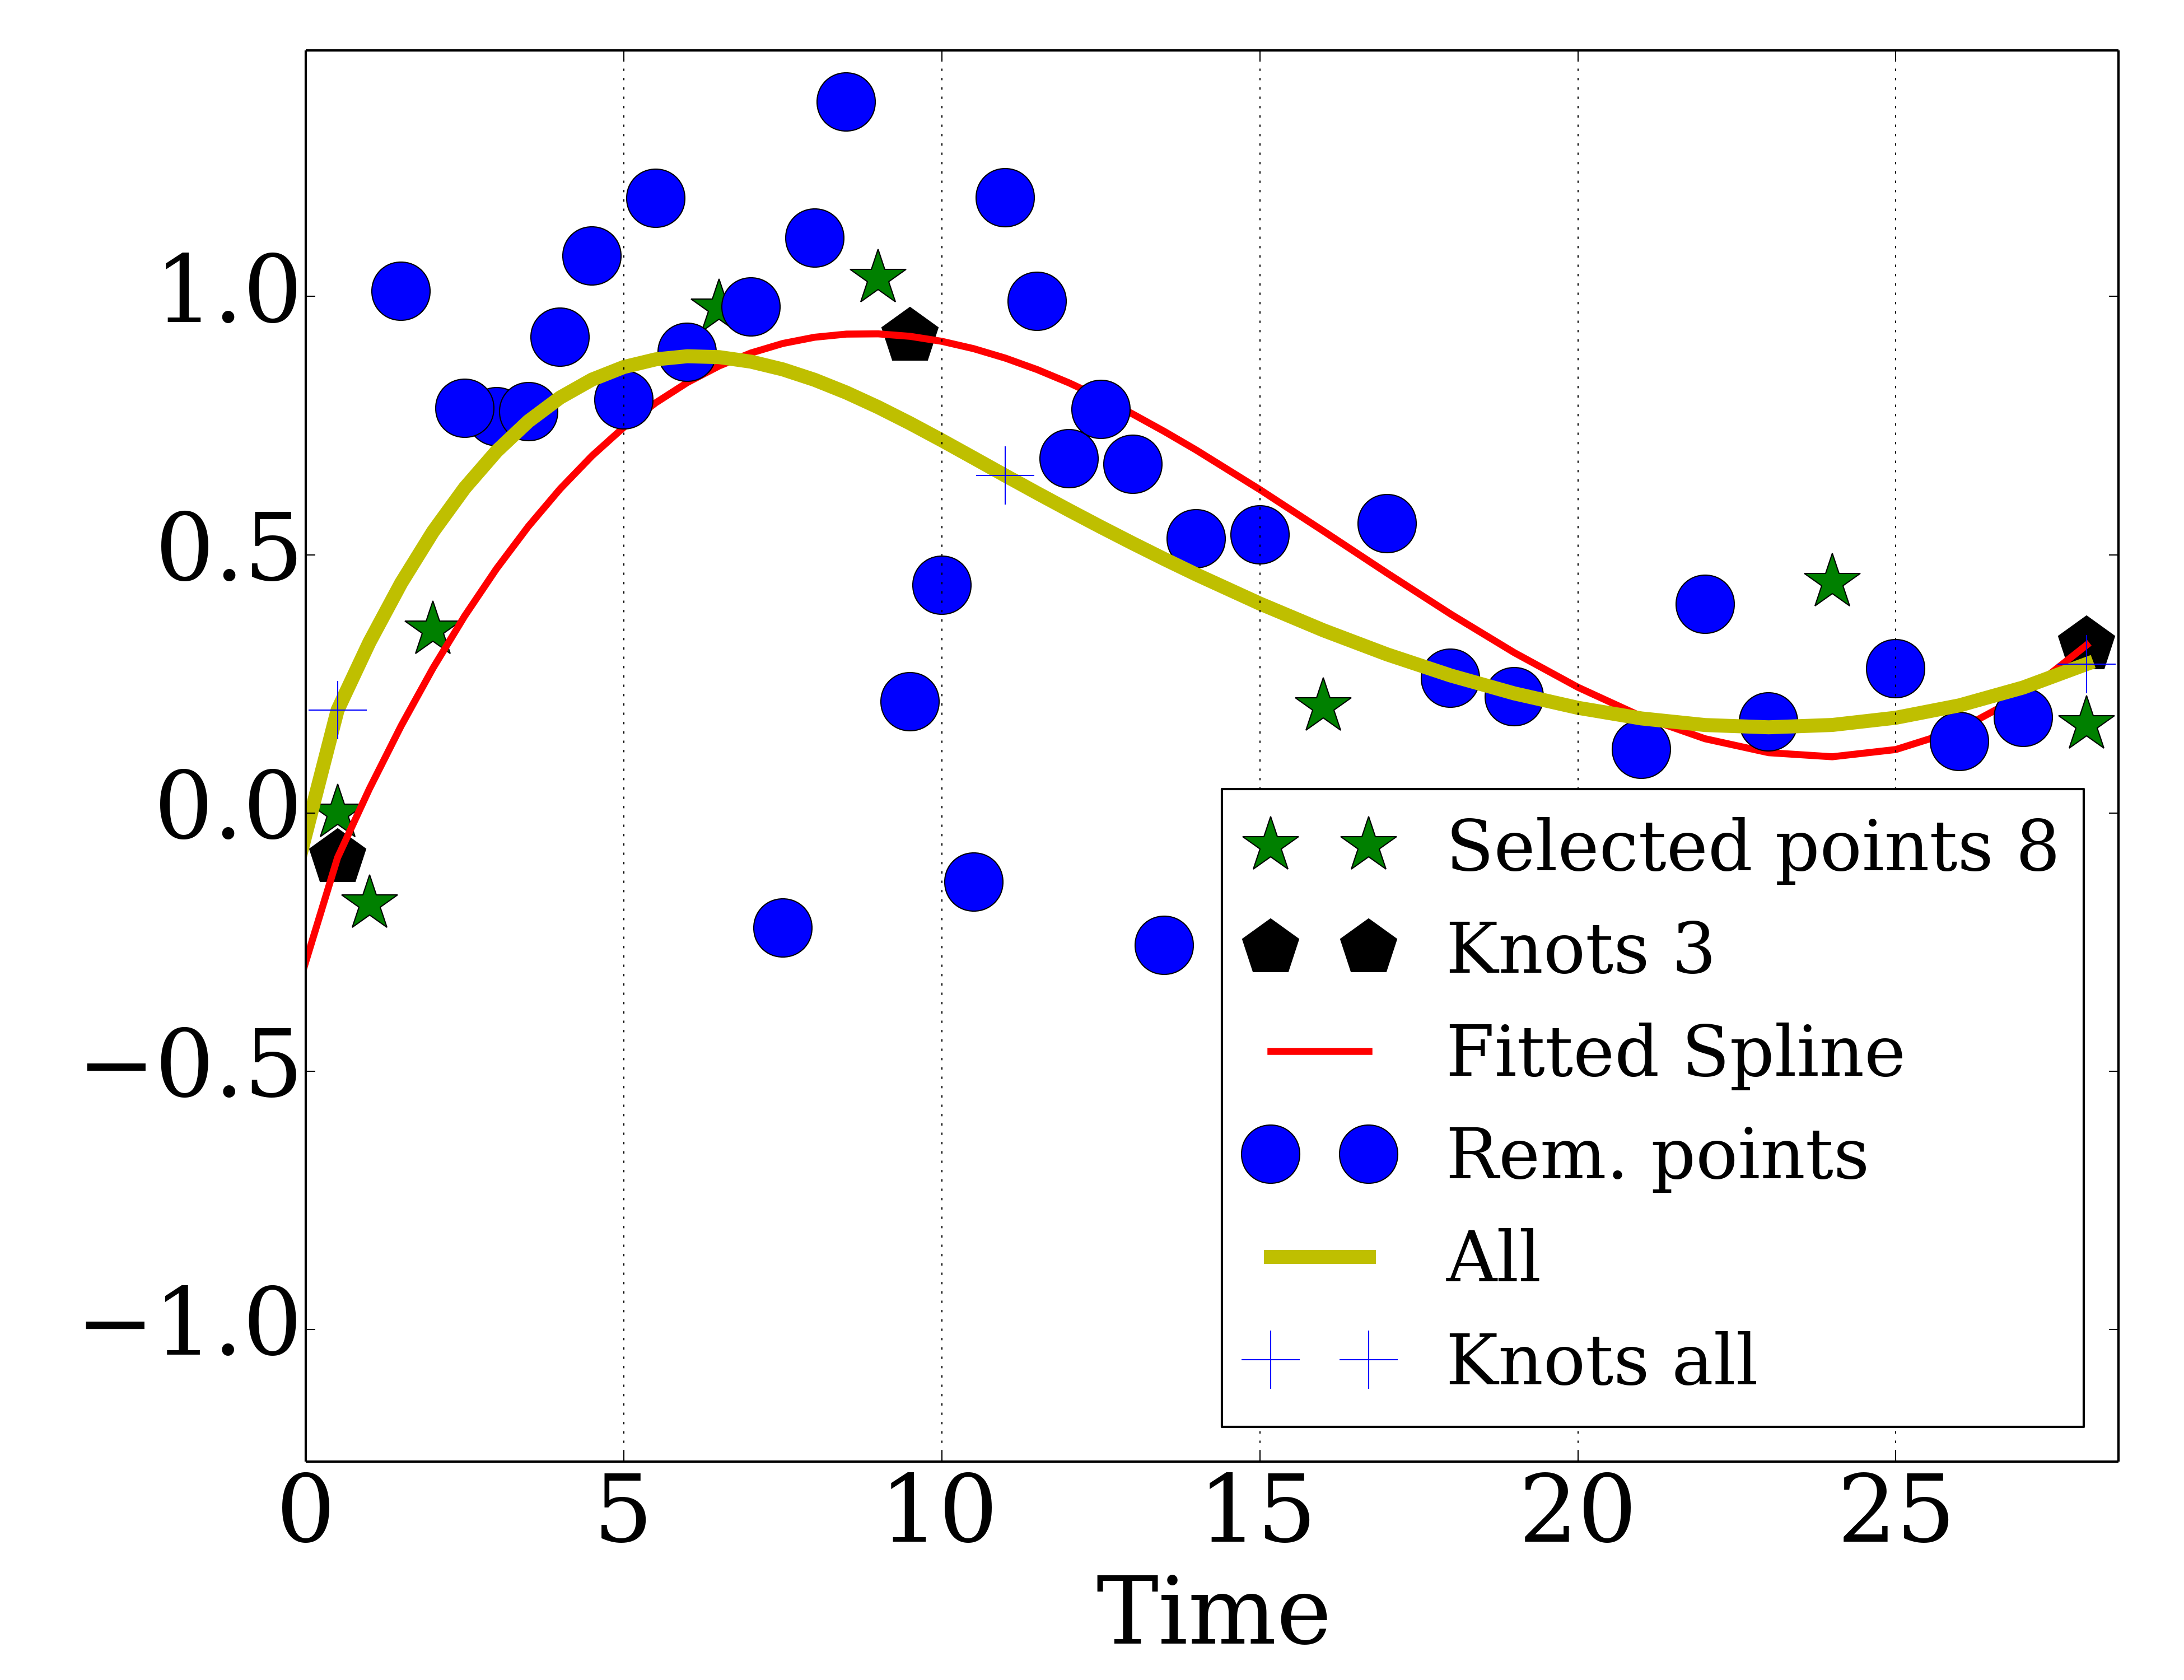 1.0
0.5
0.0
−0.5
−1.0
Selected points 8
Knots 3
Fitted Spline
Rem. points
All
Knots all
0 5 10 15 20 25
Time